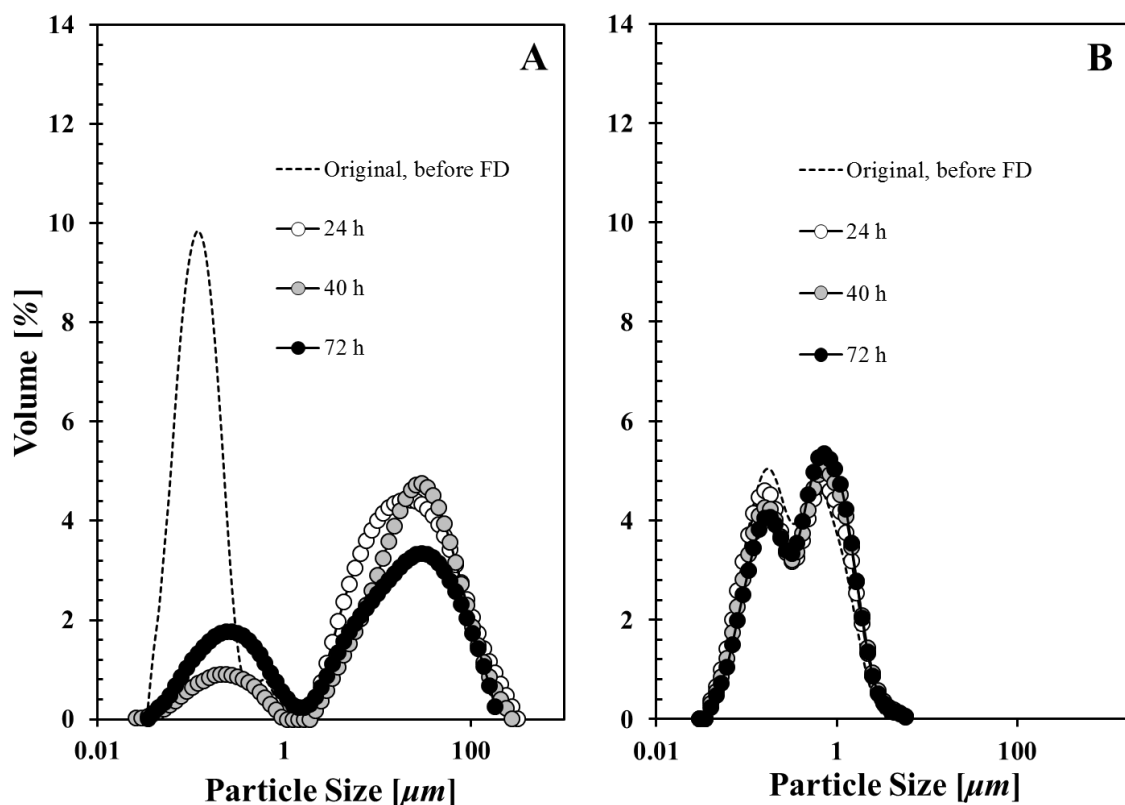 14
12
10
8
6
4
2
0
Volume [%]
A
Original, before FD
24 h
40 h
72 h
0.01
1
100
Particle Size [μm]
14
12
10
8
6
4
2
0
B
Original, before FD
24 h
40 h
72 h
0.01
1
100
Particle Size [μm]